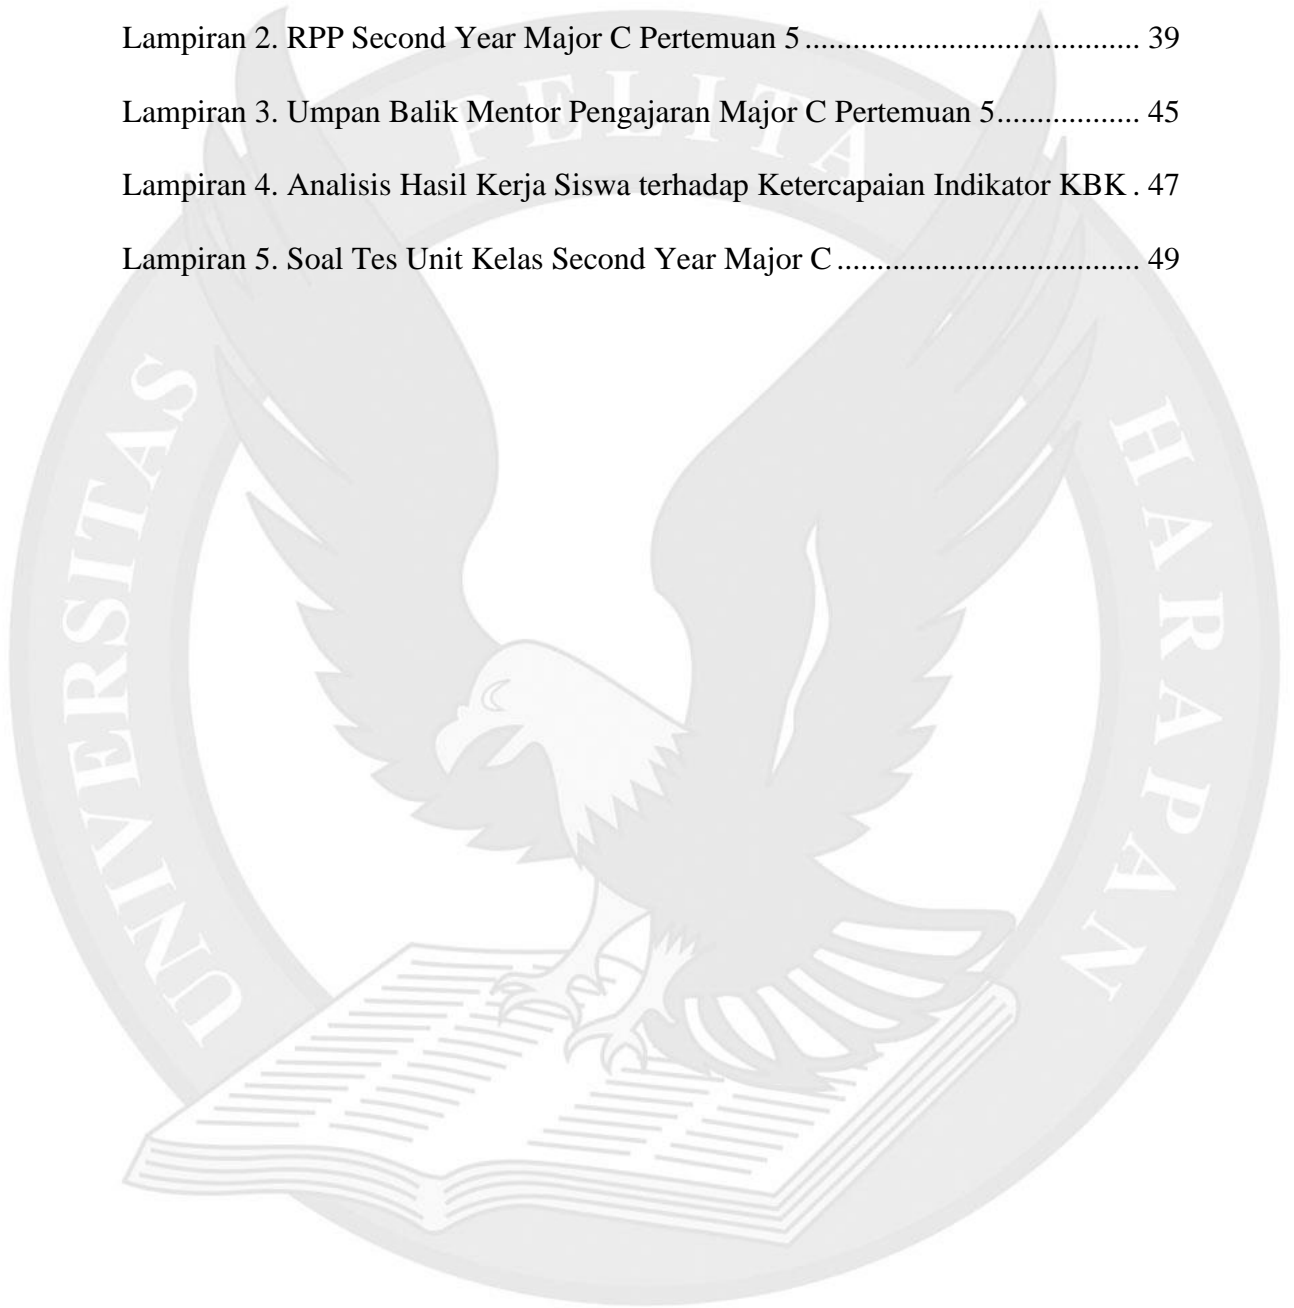 Lampiran 2. RPP Second Year Major C Pertemuan 5.......................................... 39
Lampiran 3. Umpan Balik Mentor Pengajaran Major C Pertemuan 5.................. 45
Lampiran 4. Analisis Hasil Kerja Siswa terhadap Ketercapaian Indikator KBK . 47
Lampiran 5. Soal Tes Unit Kelas Second Year Major C...................................... 49
UNIVERSITAS PELITA HARAPAN